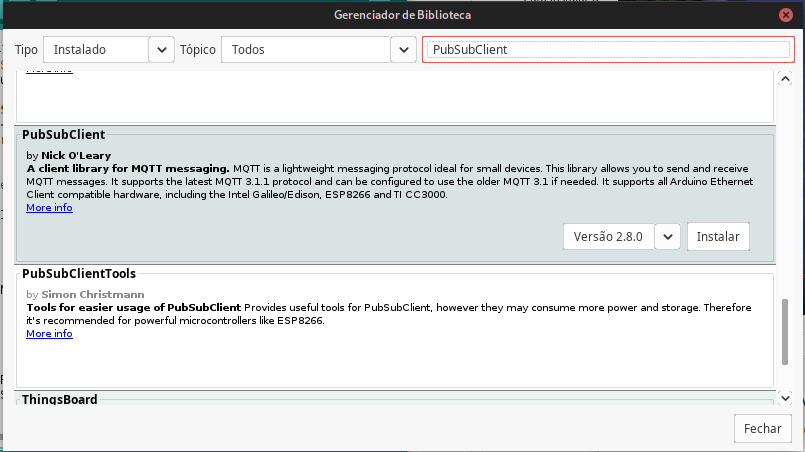 Gerenciador de Biblioteca
Tipo Instalado Tópico Todos PubSubClient
More info
PubSubClient
by Nick O'Leary
A client library for MQTT messaging. MQTT is a lightweight messaging protocol ideal for small devices. This library allows you to send and receive
MQTT messages. It supports the latest MQTT 3.1.1 protocol and can be configured to use the older MQTT 3.1 if needed. It supports all Arduino Ethernet
Client compatible hardware, including the Intel Galileo/Edison, ESP8266 and TI CC3000.
More info
Versão 2.8.0 Instalar
PubSubClientTools
by Simon Christmann
Tools for easier usage of PubSubClient Provides useful tools for PubSubClient, however they may consume more power and storage. Therefore
it's recommended for powerful microcontrollers like ESP8266.
More info
ThingsBoard
Fechar